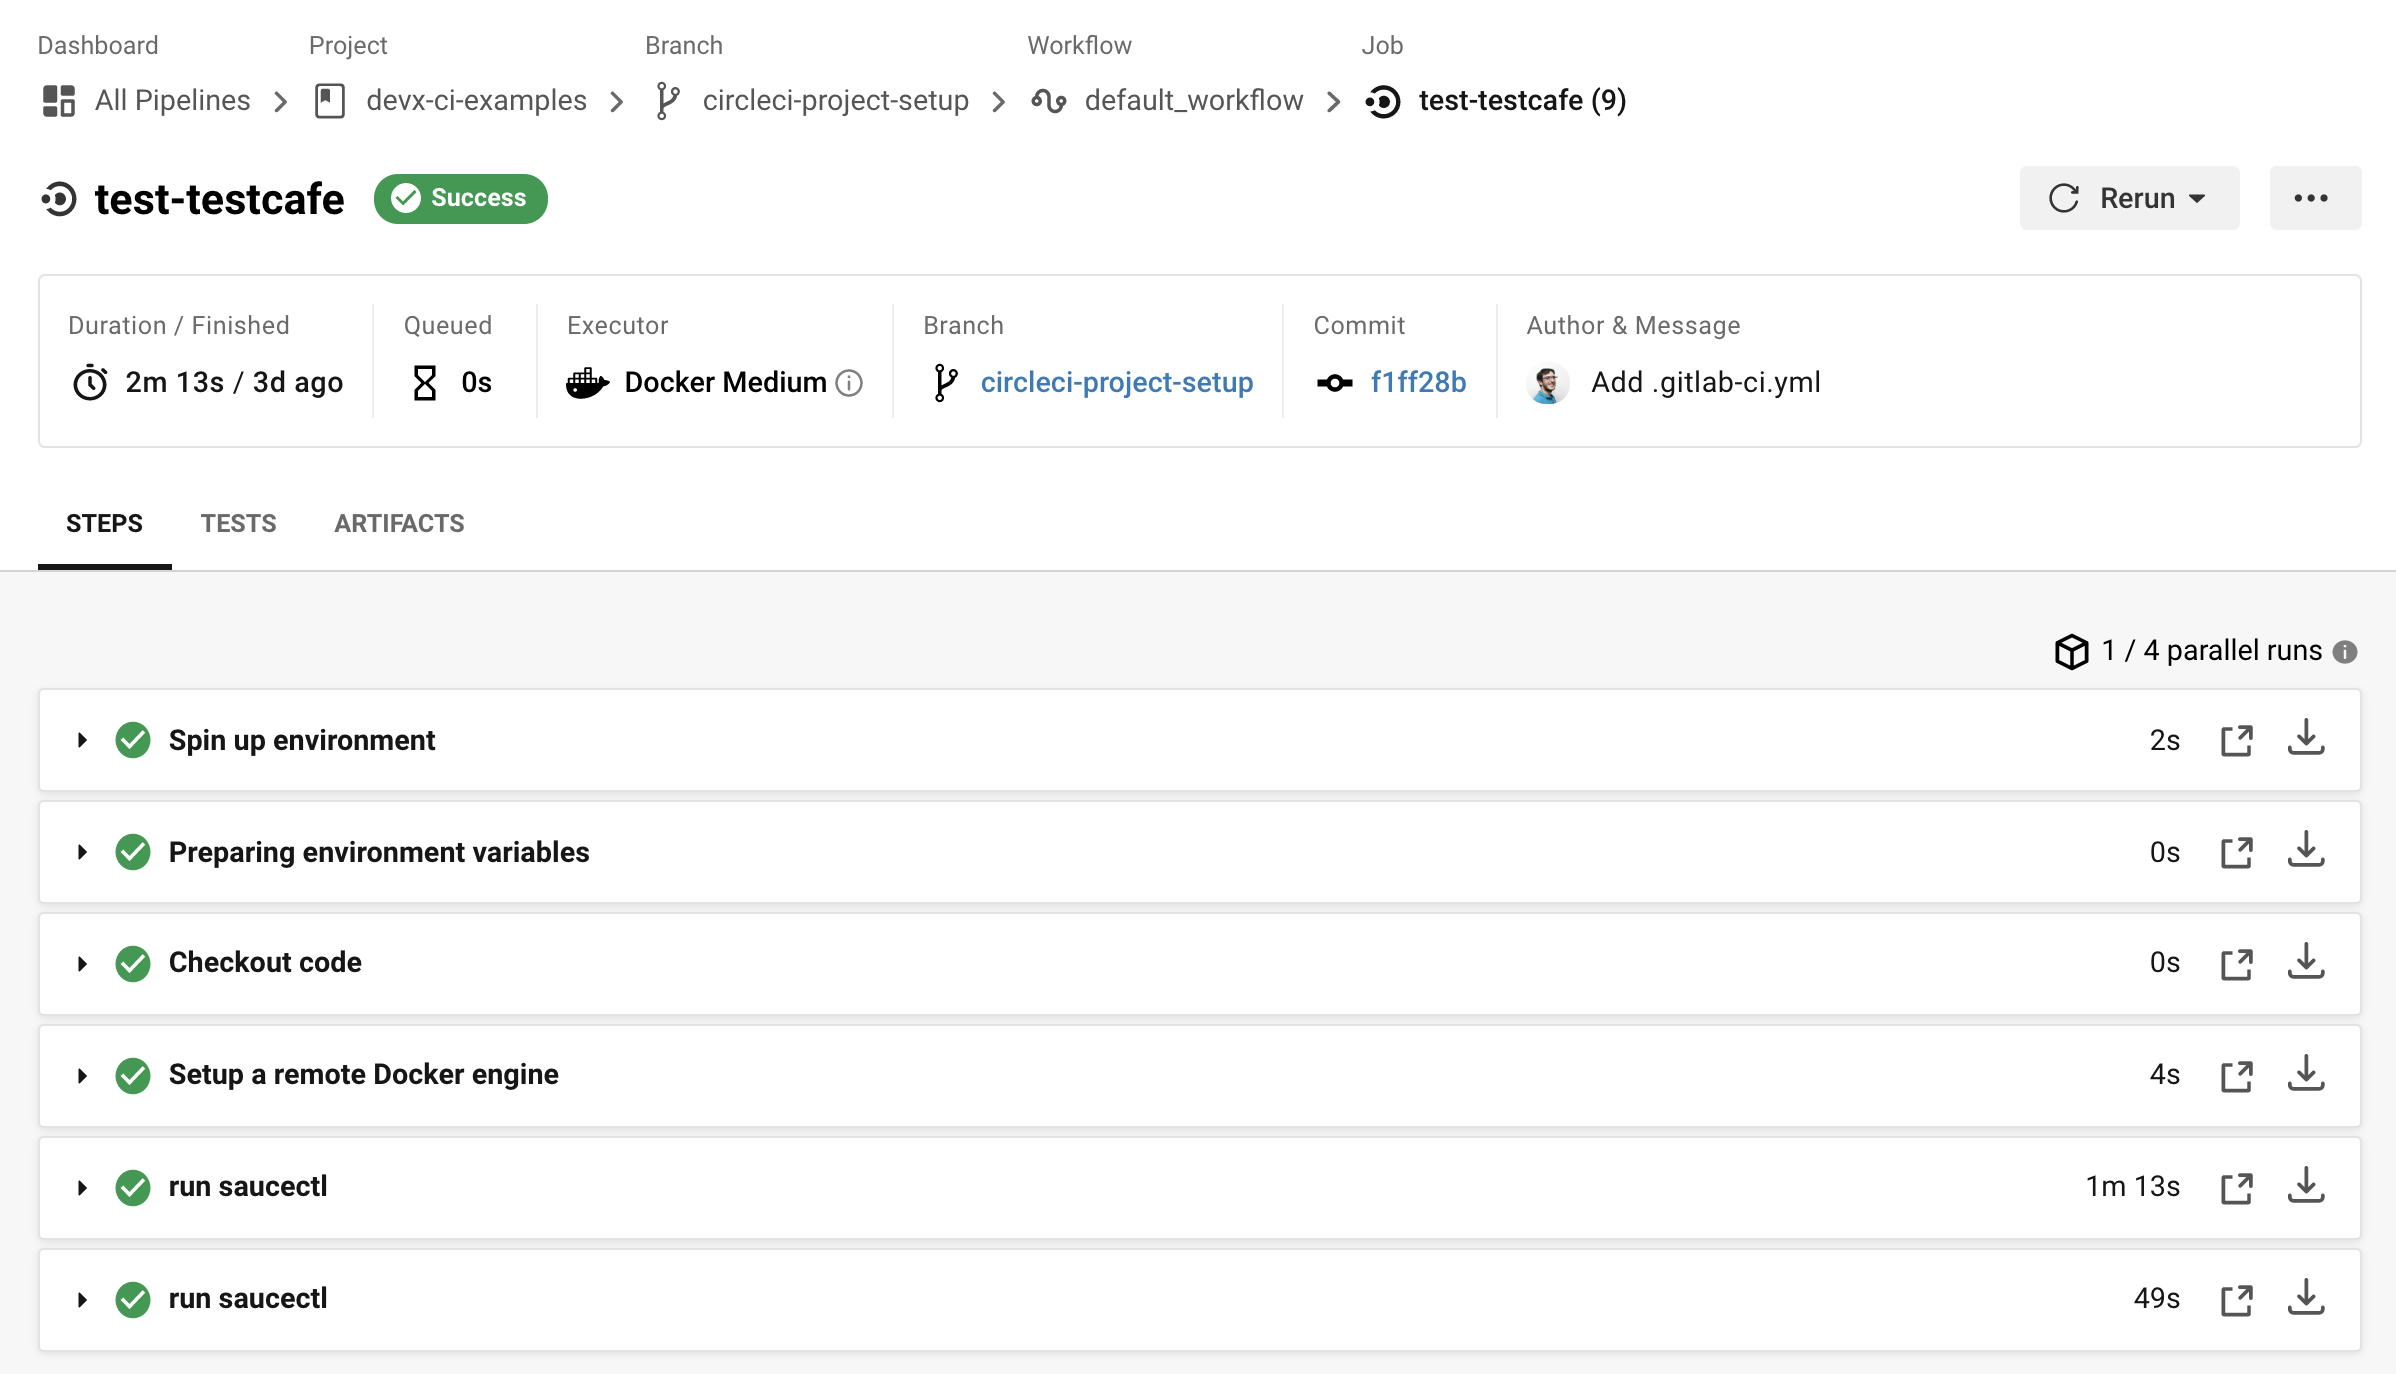 Dashboard Project Branch Workflow Job
All Pipelines devx-ci-examples circleci-project-setup default_workflow test-testcafe (9)
test-testcafe Success Rerun
Duration / Finished Queued Executor Branch Commit Author & Message
2m 13s / 3d ago 0s Docker Medium circleci-project-setup f1ff28b Add .gitlab-ci.yml
STEPS TESTS ARTIFACTS
1 / 4 parallel runs
Spin up environment 2s
Preparing environment variables 0s
Checkout code 0s
Setup a remote Docker engine 4s
run saucectl 1m 13s
run saucectl 49s